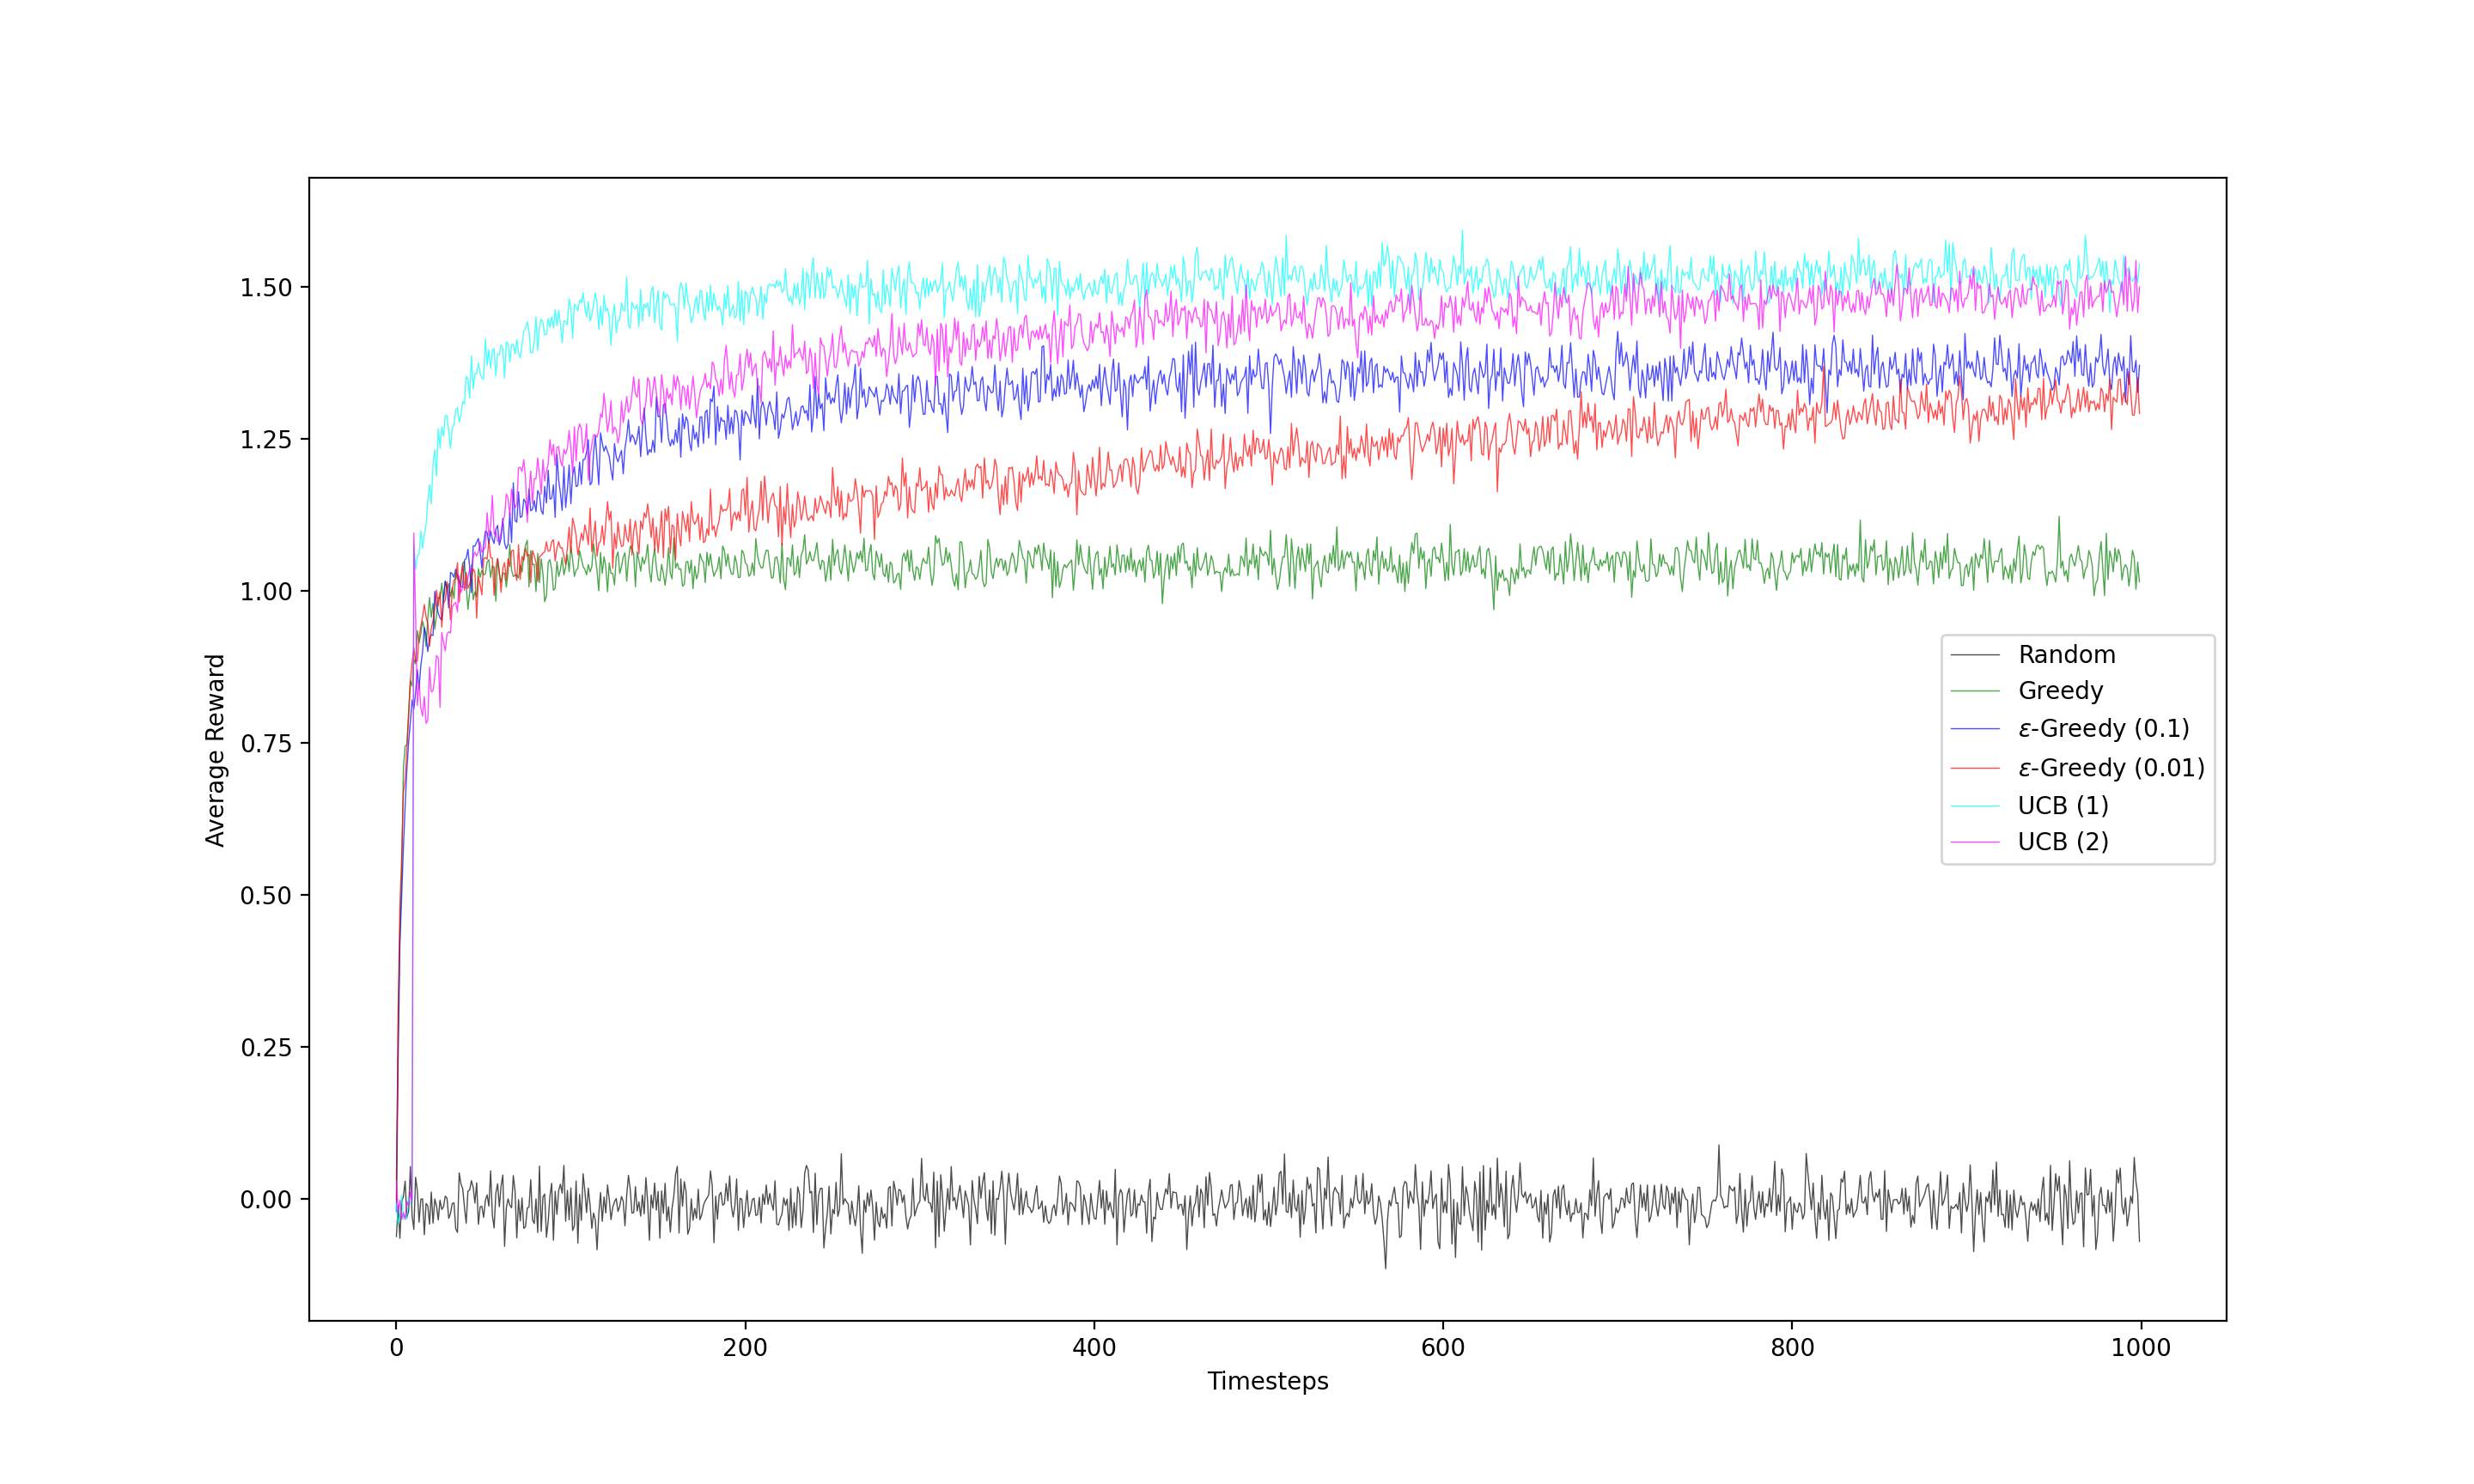 1.50
1.25
1.00
0.75
0.50
0.25
0.00
Average Reward
Random
Greedy
ε-Greedy (0.1)
ε-Greedy (0.01)
UCB (1)
UCB (2)
0 200 400 600 800 1000
Timesteps